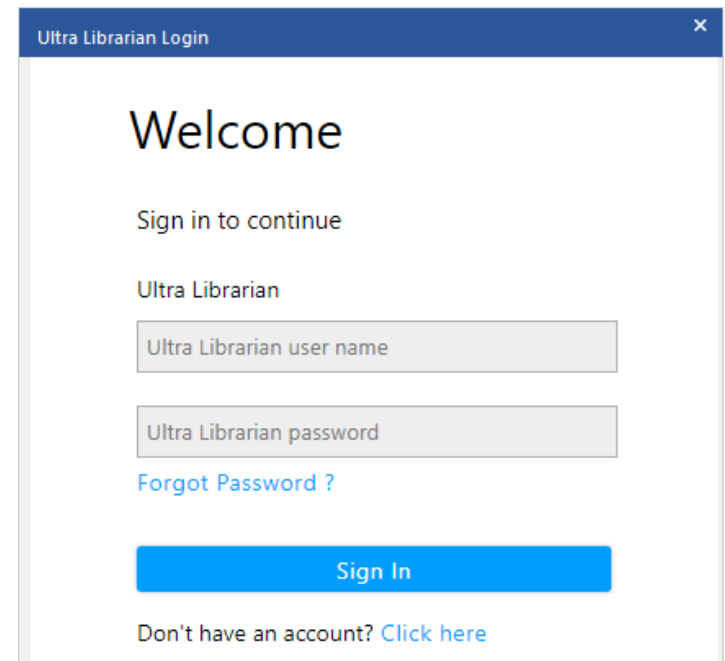 Ultra Librarian Login ×
Welcome
Sign in to continue
Ultra Librarian
Ultra Librarian user name
Ultra Librarian password
Forgot Password ?
Sign In
Don't have an account? Click here